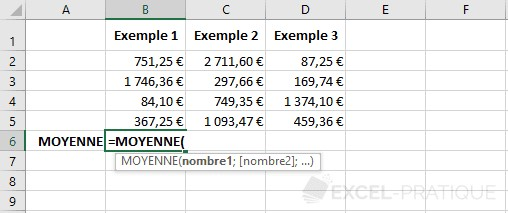 A B C D E F
1 Exemple 1 Exemple 2 Exemple 3
2 751,25 € 2 711,60 € 87,25 €
3 1 746,36 € 297,66 € 169,74 €
4 84,10 € 749,35 € 1 374,10 €
5 367,25 € 1 093,47 € 459,36 €
6 MOYENNE =MOYENNE(
7 MOYENNE(nombre1; [nombre2]; ...)
8
9
EXCEL-PRATIQUE